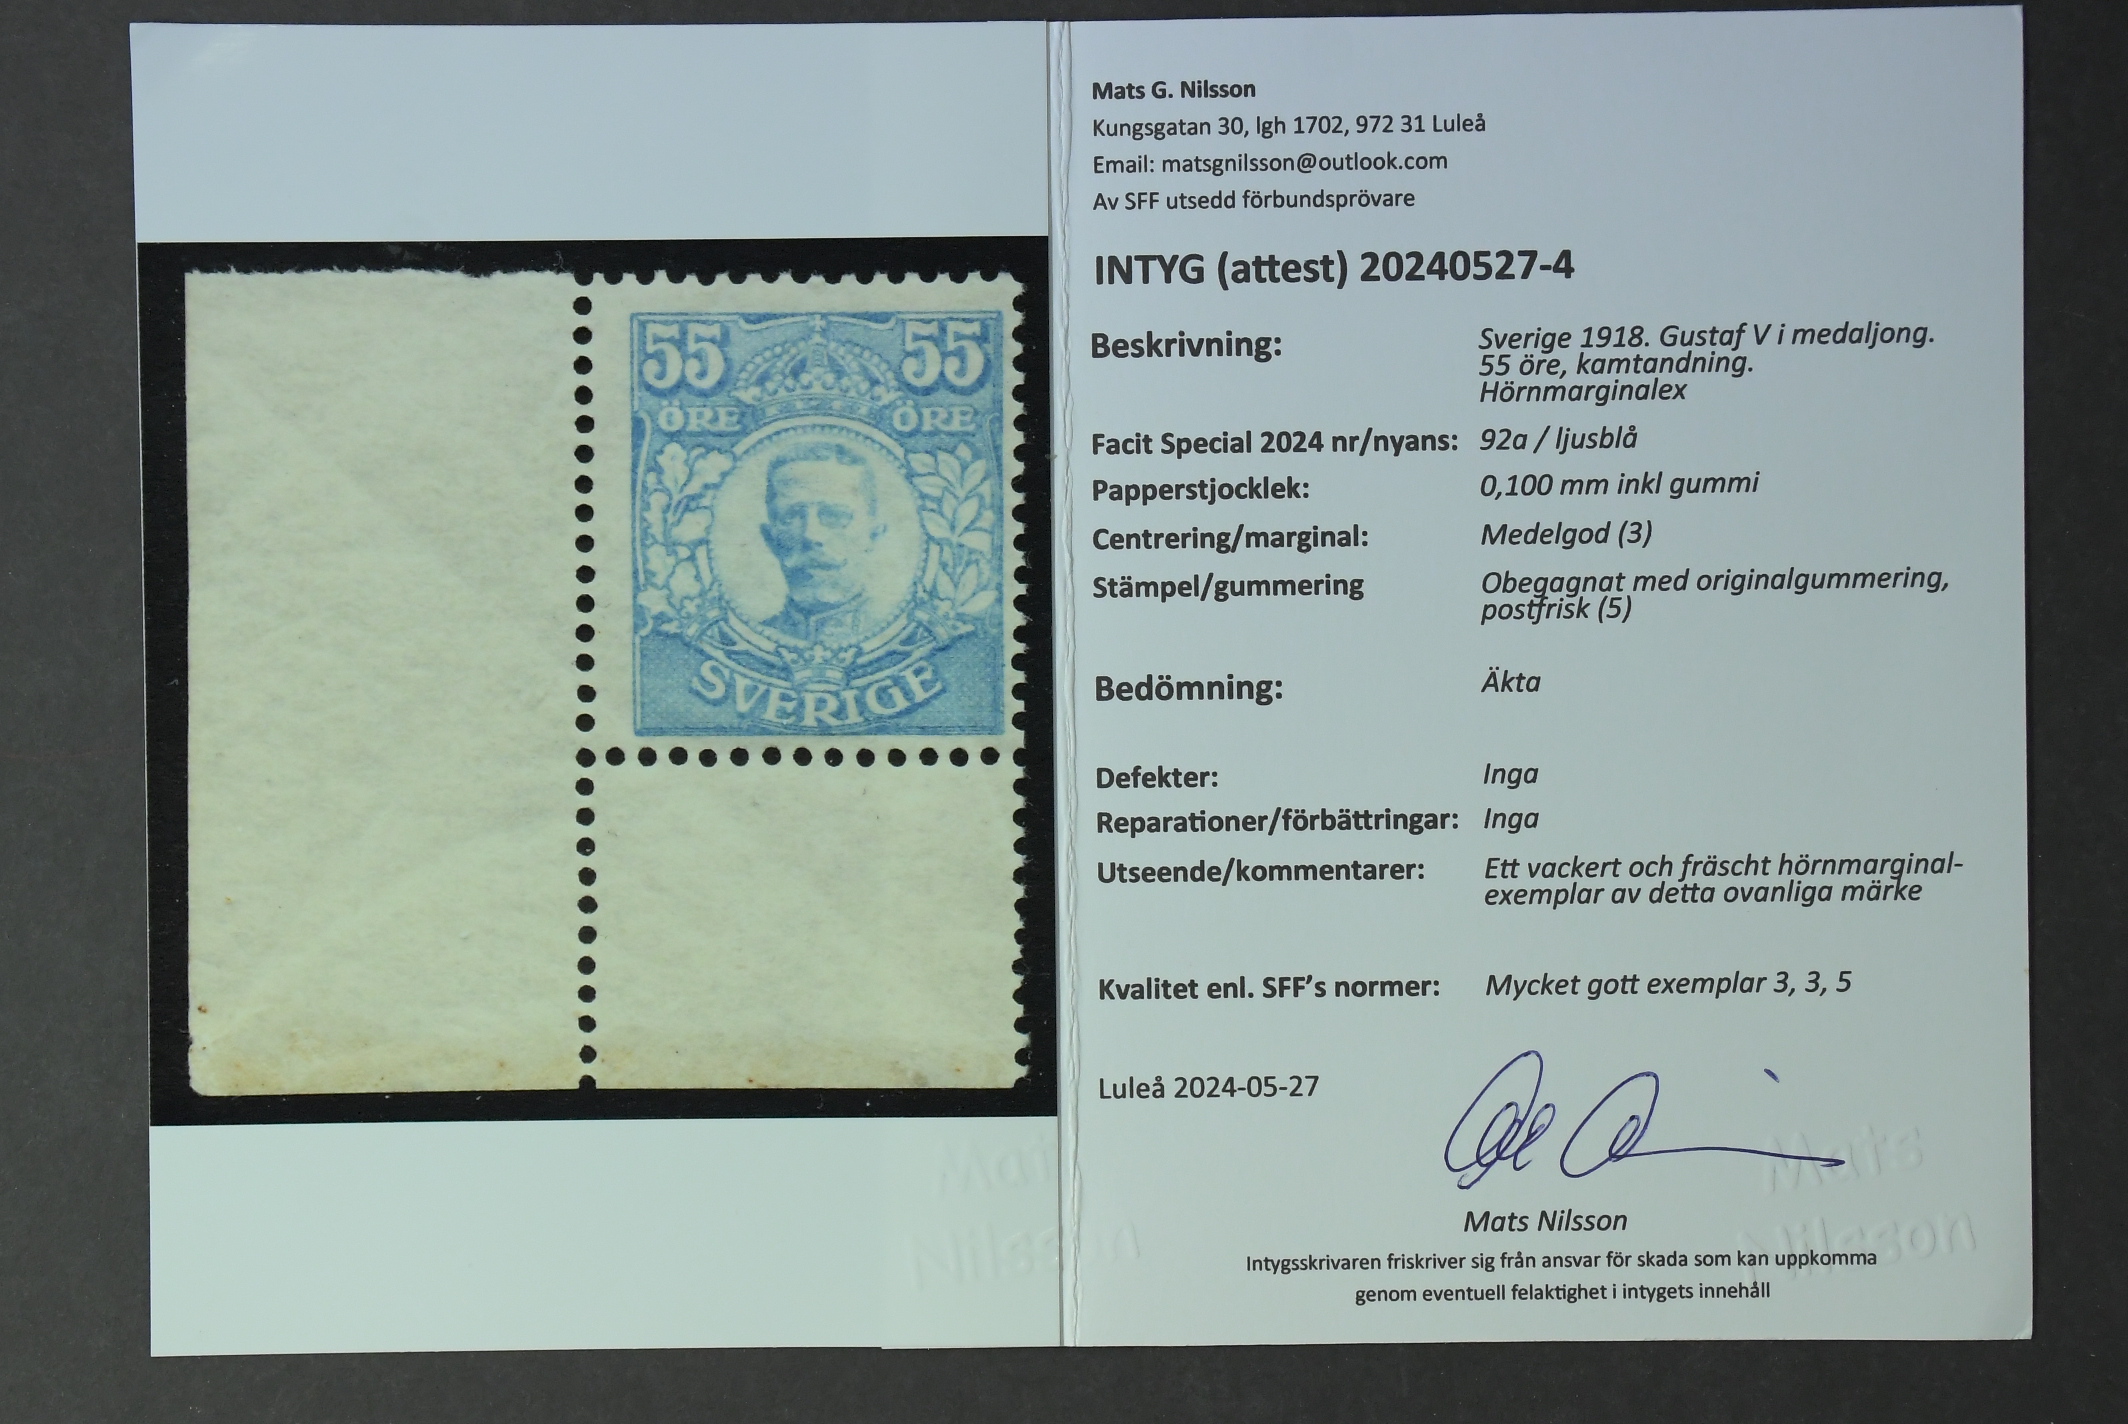 55 55
ÖRE ÖRE
SVERIGE
Mats G. Nilsson
Kungsgatan 30, lgh 1702, 972 31 Luleå
Email: matsgnilsson@outlook.com
Av SFF utsedd förbundsprövare
INTYG (attest) 20240527-4
Beskrivning: Sverige 1918. Gustaf V i medaljong.
55 öre, kamtandning.
Hörnmarginalex
Facit Special 2024 nr/nyans: 92a / ljusblå
Papperstjocklek: 0,100 mm inkl gummi
Centrering/marginal: Medelgod (3)
Stämpel/gummering Obegagnat med originalgummering,
postfrisk (5)
Bedömning: Äkta
Defekter: Inga
Reparationer/förbättringar: Inga
Utseende/kommentarer: Ett vackert och fräscht hörnmarginal-
exemplar av detta ovanliga märke
Kvalitet enl. SFF's normer: Mycket gott exemplar 3, 3, 5
Luleå 2024-05-27
Mats Nilsson
Intygsskrivaren friskriver sig från ansvar för skada som kan uppkomma
genom eventuell felaktighet i intygets innehåll
Mats
Nilsson
Mats
Nilsson